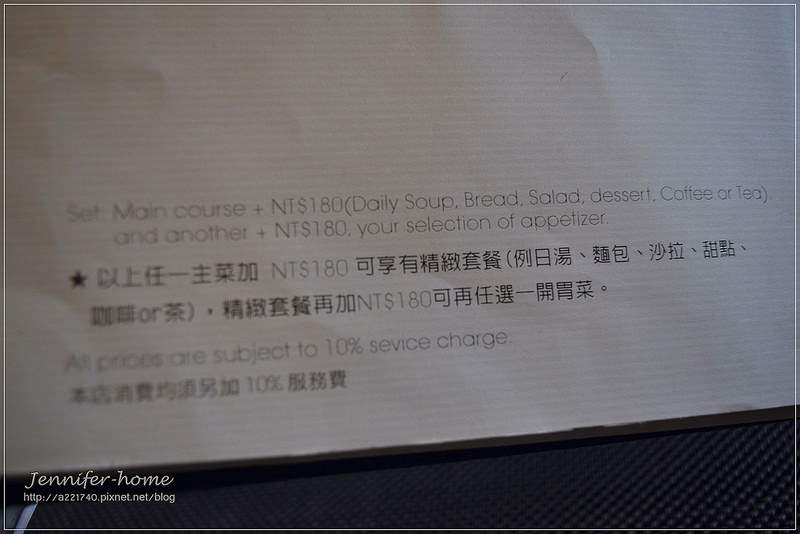 Set: Main course + NT$180(Daily Soup, Bread, Salad, dessert, Coffee or Tea)
and another + NT$180, your selection of appetizer.
★ 以上任一主菜加 NT$180 可享有精緻套餐(例日湯、麵包、沙拉、甜點、
咖啡or茶)，精緻套餐再加NT$180可再任選一開胃菜。
All prices are subject to 10% sevice charge.
本店消費均須另加 10% 服務費
Jennifer-home
http://a221740.pixnet.net/blog